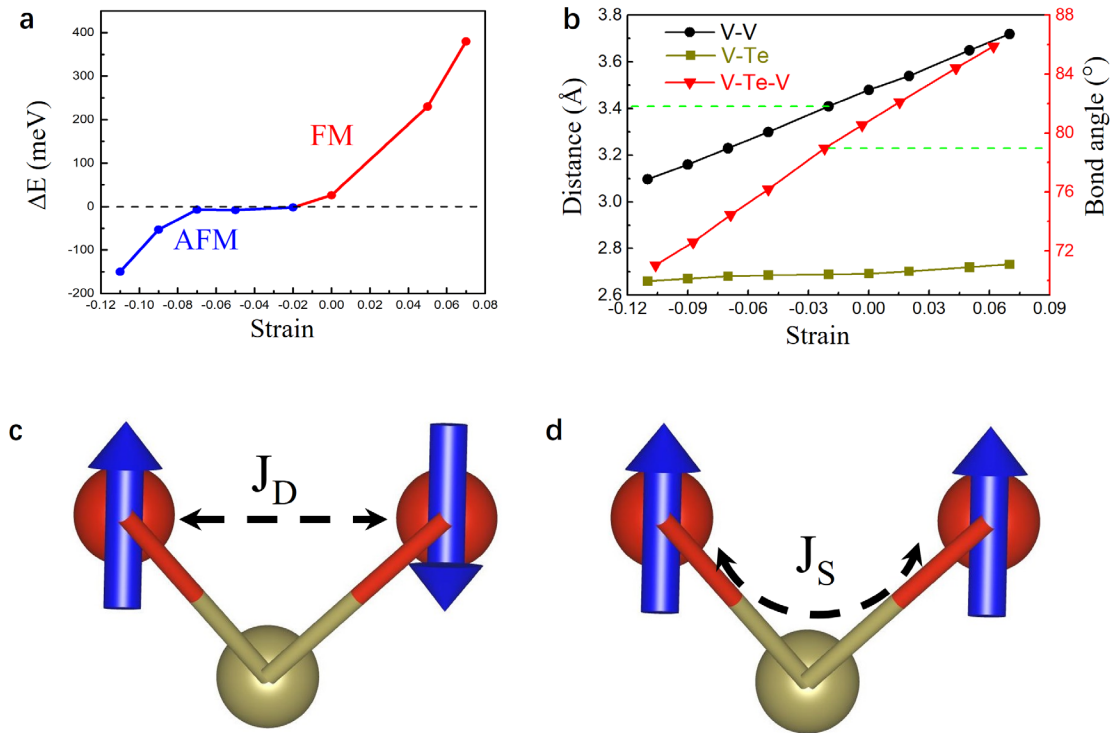 a
400
300
200
100
0
-100
-150
-200
ΔE (meV)
FM
AFM
-0.12
-0.10
-0.08
-0.06
-0.04
-0.02
0.00
0.02
0.04
0.06
0.08
Strain
b
3.8
3.6
3.4
3.2
3.0
2.8
2.6
Distance (Å)
V-V
V-Te
V-Te-V
88
84
80
76
72
Bond angle (°)
-0.12
-0.09
-0.06
-0.03
0.00
0.03
0.06
0.09
Strain
c
J_D
d
J_S